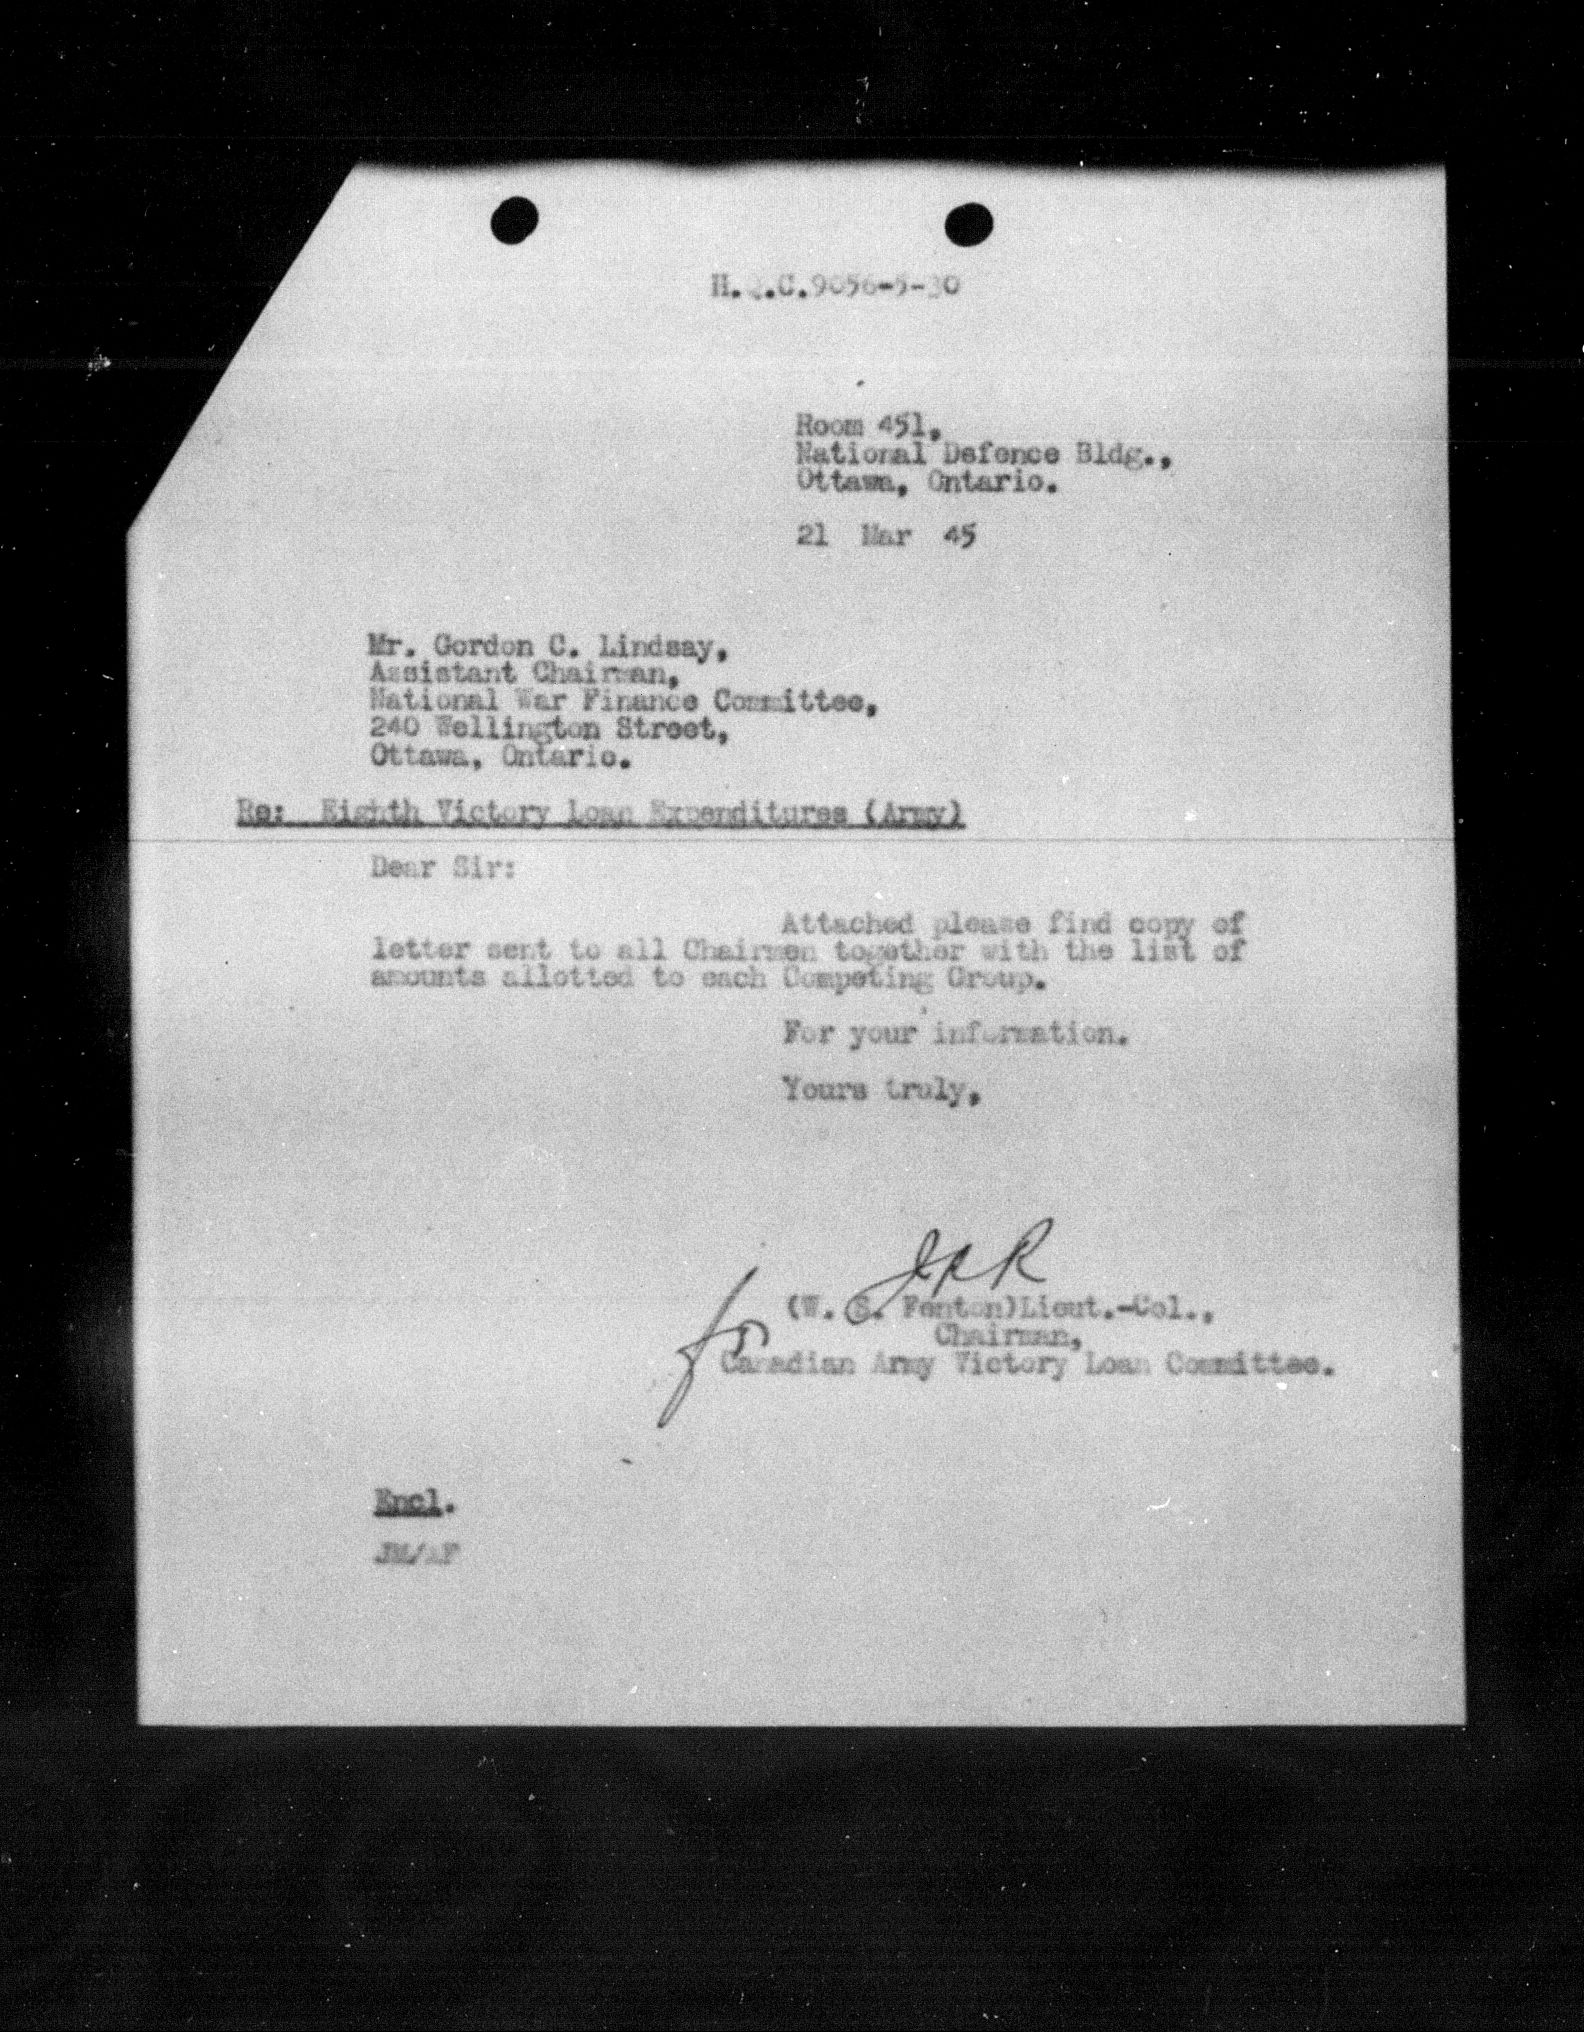 H.Q.C.9056-5-30
Room 451,
National Defence Bldg.,
Ottawa, Ontario.
21 Mar 45
Mr. Gordon C. Lindsay,
Assistant Chairman,
National War Finance Committee,
240 Wellington Street,
Ottawa, Ontario.
Re: Eighth Victory Loan Expenditures (Army)
Dear Sir:
Attached please find copy of
letter sent to all Chairmen together with the list of
amounts allotted to each Competing Group.
For your information.
Yours truly,
(W. S. Fenton)Lieut.-Col.,
Chairman,
for Canadian Army Victory Loan Committee.
Encl.
JM/AF